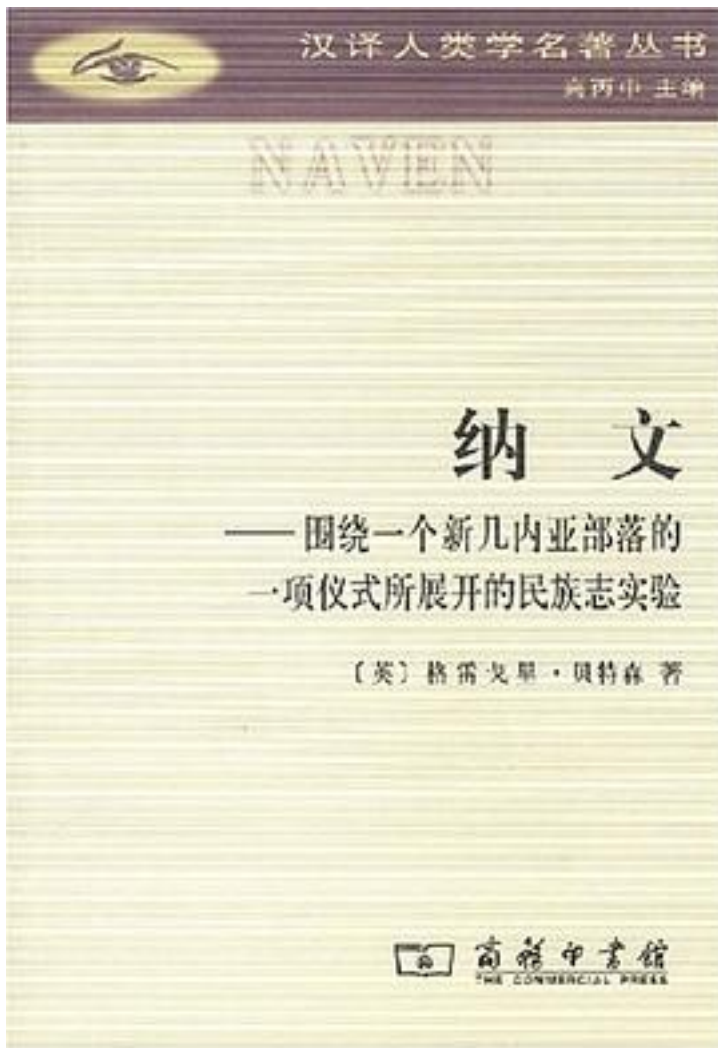 汉译人类学名著丛书
高丙中 主编
NAVEN
纳 文
——围绕一个新几内亚部落的
一项仪式所展开的民族志实验
〔英〕格雷戈里·贝特森 著
商务印书馆
THE COMMERCIAL PRESS